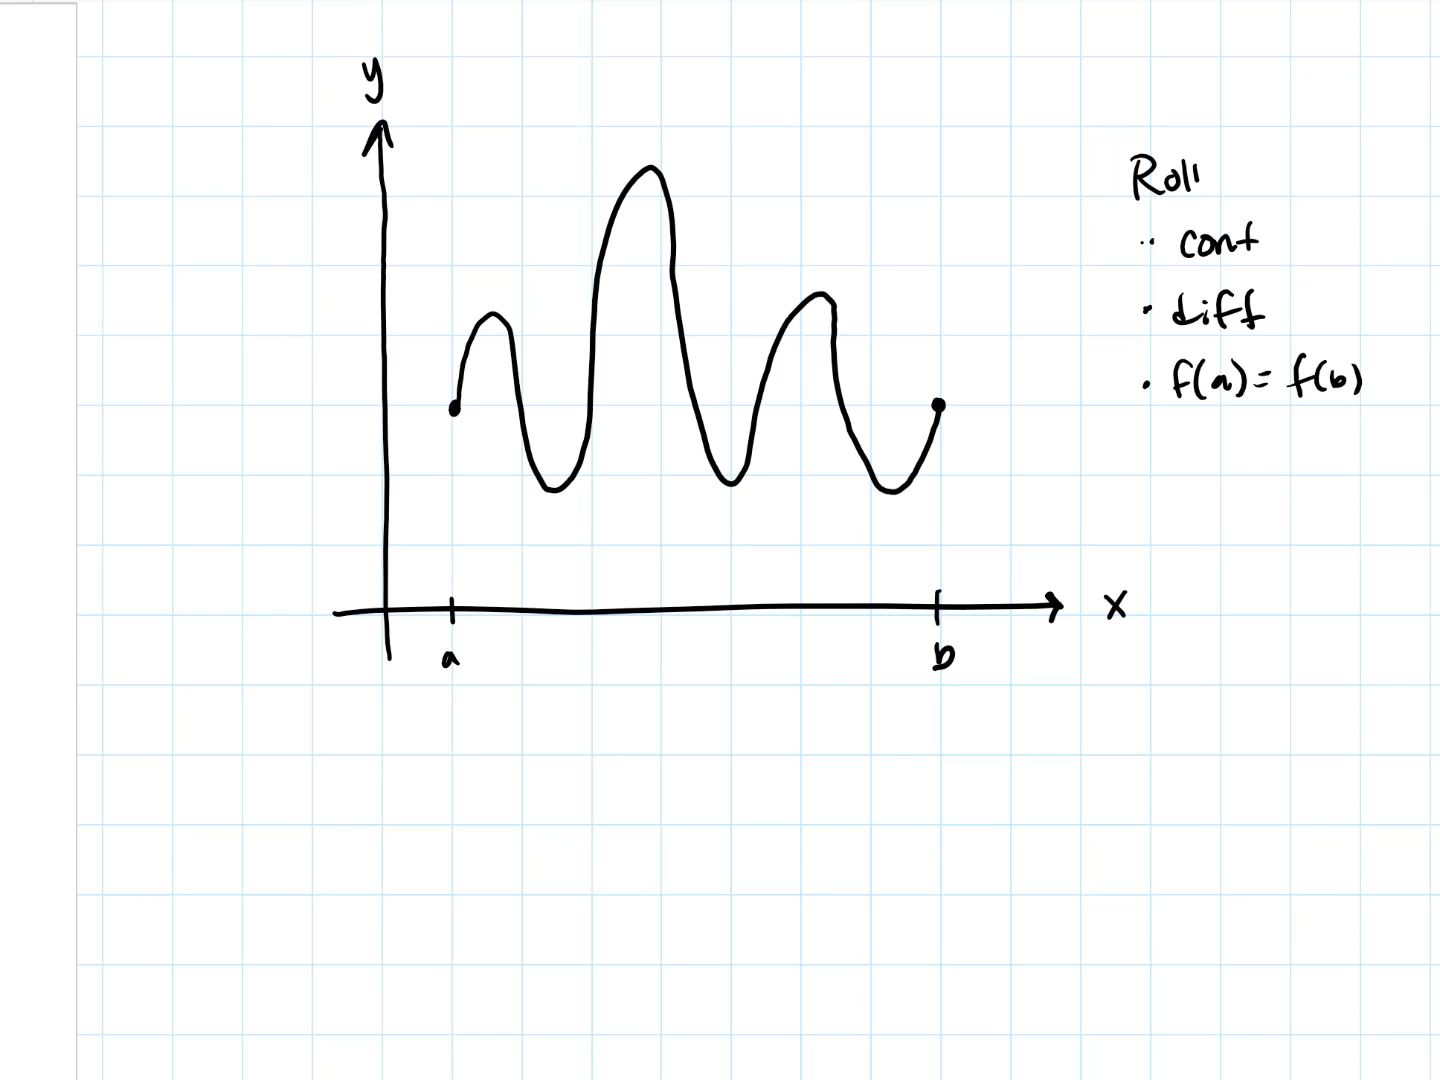 y
Roll
·· cont
· diff
· f(a) = f(b)
x
a b